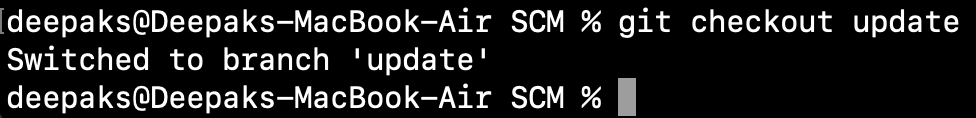 deepaks@Deepaks-MacBook-Air SCM % git checkout update
Switched to branch 'update'
deepaks@Deepaks-MacBook-Air SCM %